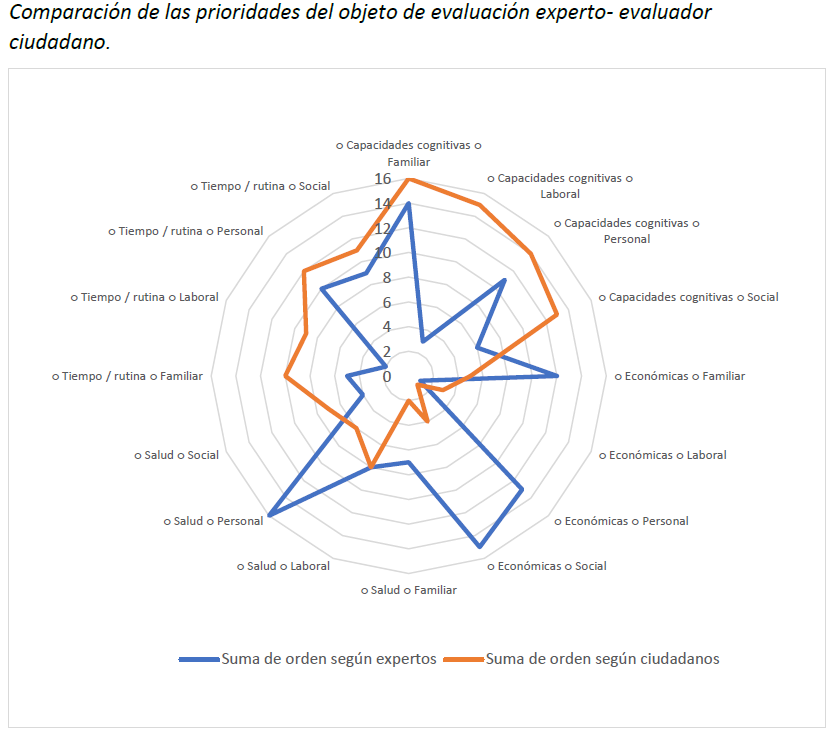 Comparación de las prioridades del objeto de evaluación experto- evaluador
ciudadano.
o Capacidades cognitivas o
Familiar
o Capacidades cognitivas o
Laboral
o Capacidades cognitivas o
Personal
o Capacidades cognitivas o Social
o Económicas o Familiar
o Económicas o Laboral
o Económicas o Personal
o Económicas o Social
o Salud o Familiar
o Salud o Laboral
o Salud o Personal
o Salud o Social
o Tiempo / rutina o Familiar
o Tiempo / rutina o Laboral
o Tiempo / rutina o Personal
o Tiempo / rutina o Social
16
14
12
10
8
6
4
2
0
Suma de orden según expertos
Suma de orden según ciudadanos